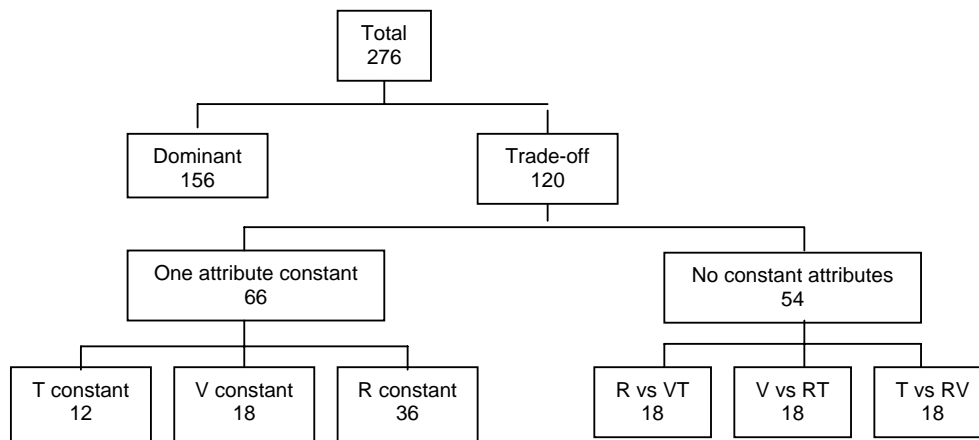 Total
276
Dominant
156
Trade-off
120
One attribute constant
66
No constant attributes
54
T constant
12
V constant
18
R constant
36
R vs VT
18
V vs RT
18
T vs RV
18